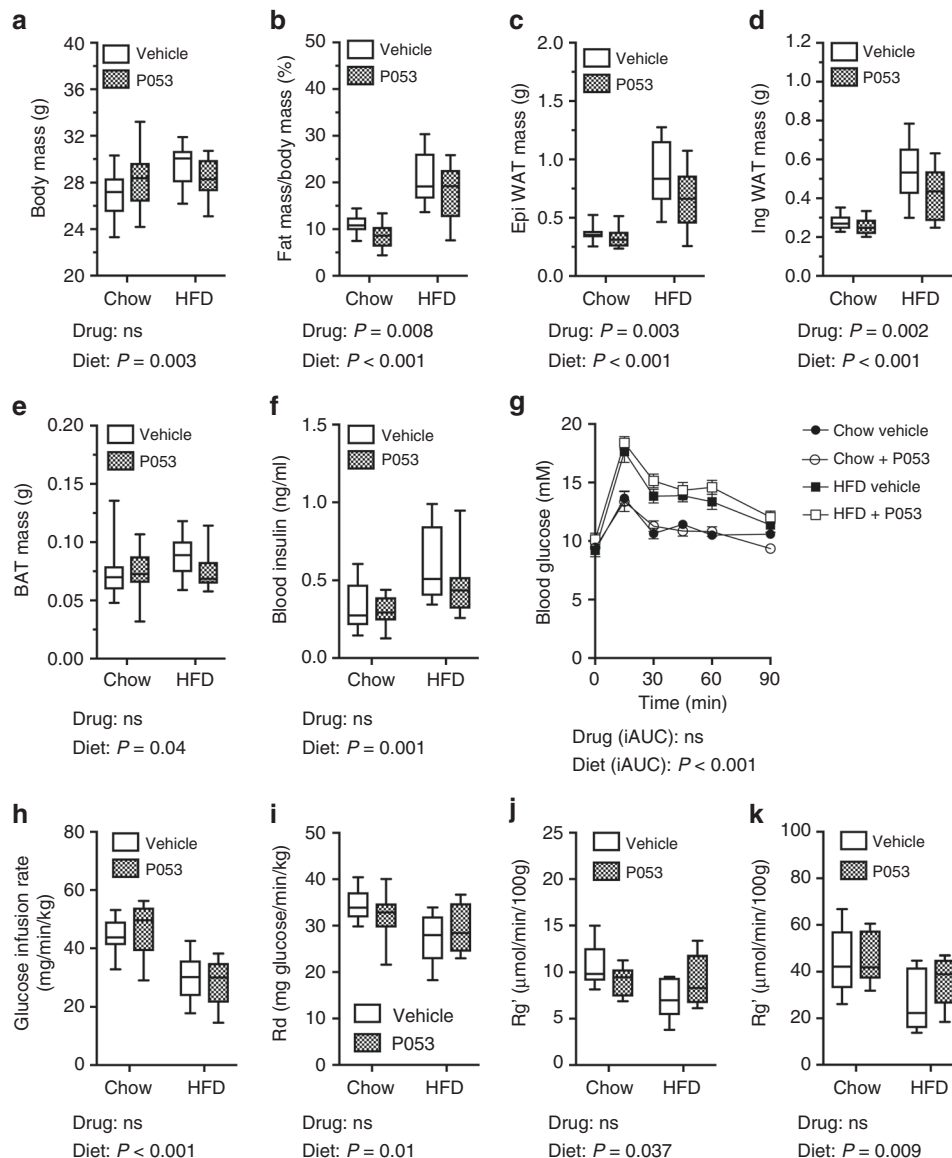 a
Body mass (g)
40
36
32
28
24
20
Vehicle
P053
Chow
HFD
Drug: ns
Diet: P = 0.003
b
Fat mass/body mass (%)
50
40
30
20
10
0
Vehicle
P053
Chow
HFD
Drug: P = 0.008
Diet: P < 0.001
c
Epi WAT mass (g)
2.0
1.5
1.0
0.5
0.0
Vehicle
P053
Chow
HFD
Drug: P = 0.003
Diet: P < 0.001
d
Ing WAT mass (g)
1.2
1.0
0.8
0.6
0.4
0.2
0.0
Vehicle
P053
Chow
HFD
Drug: P = 0.002
Diet: P < 0.001
e
BAT mass (g)
0.20
0.15
0.10
0.05
0.00
Vehicle
P053
Chow
HFD
Drug: ns
Diet: P = 0.04
f
Blood insulin (ng/ml)
1.5
1.0
0.5
0.0
Vehicle
P053
Chow
HFD
Drug: ns
Diet: P = 0.001
g
Blood glucose (mM)
20
15
10
5
0
0
30
60
90
Time (min)
Chow vehicle
Chow + P053
HFD vehicle
HFD + P053
Drug (iAUC): ns
Diet (iAUC): P < 0.001
h
Glucose infusion rate
(mg/min/kg)
80
60
40
20
0
Vehicle
P053
Chow
HFD
Drug: ns
Diet: P < 0.001
i
Rd (mg glucose/min/kg)
50
40
30
20
10
0
Vehicle
P053
Chow
HFD
Drug: ns
Diet: P = 0.01
j
Rg’ (μmol/min/100g)
25
20
15
10
5
0
Vehicle
P053
Chow
HFD
Drug: ns
Diet: P = 0.037
k
Rg’ (μmol/min/100g)
100
80
60
40
20
0
Vehicle
P053
Chow
HFD
Drug: ns
Diet: P = 0.009